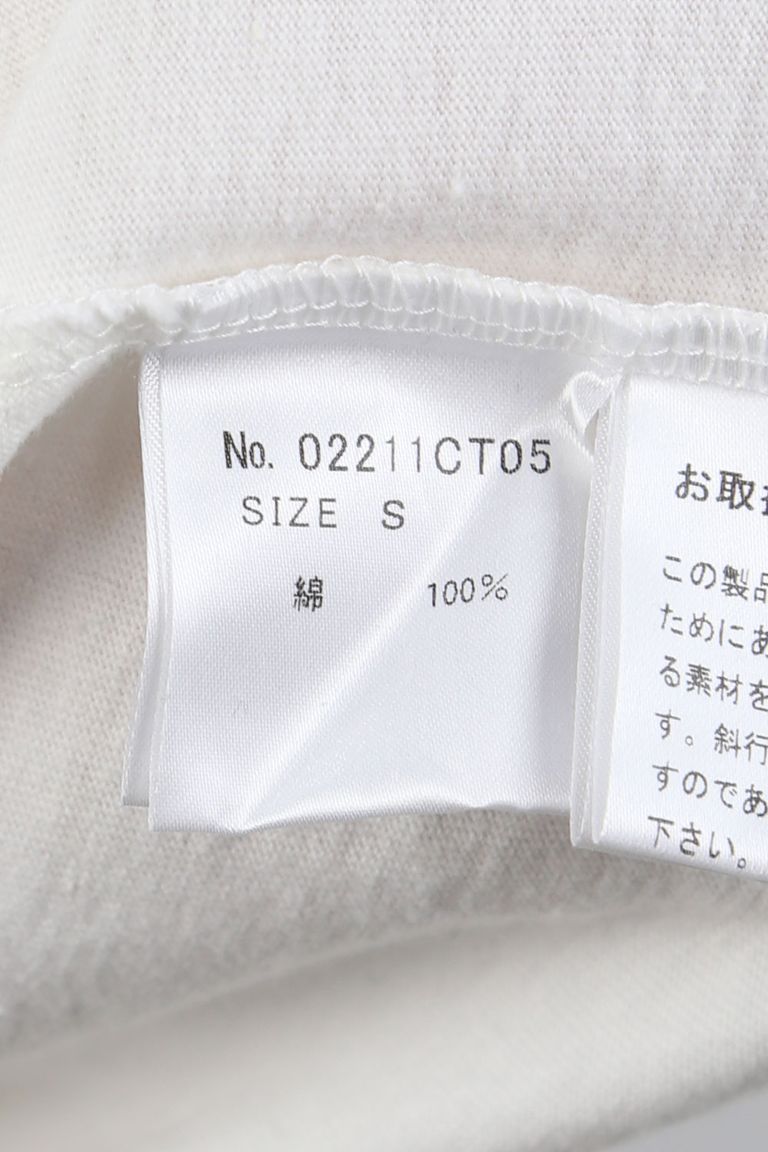 No. 02211CT05
SIZE S
綿 100%
お取扱
この製品
ためにあ
る素材を
す。斜行
すのであ
下さい。